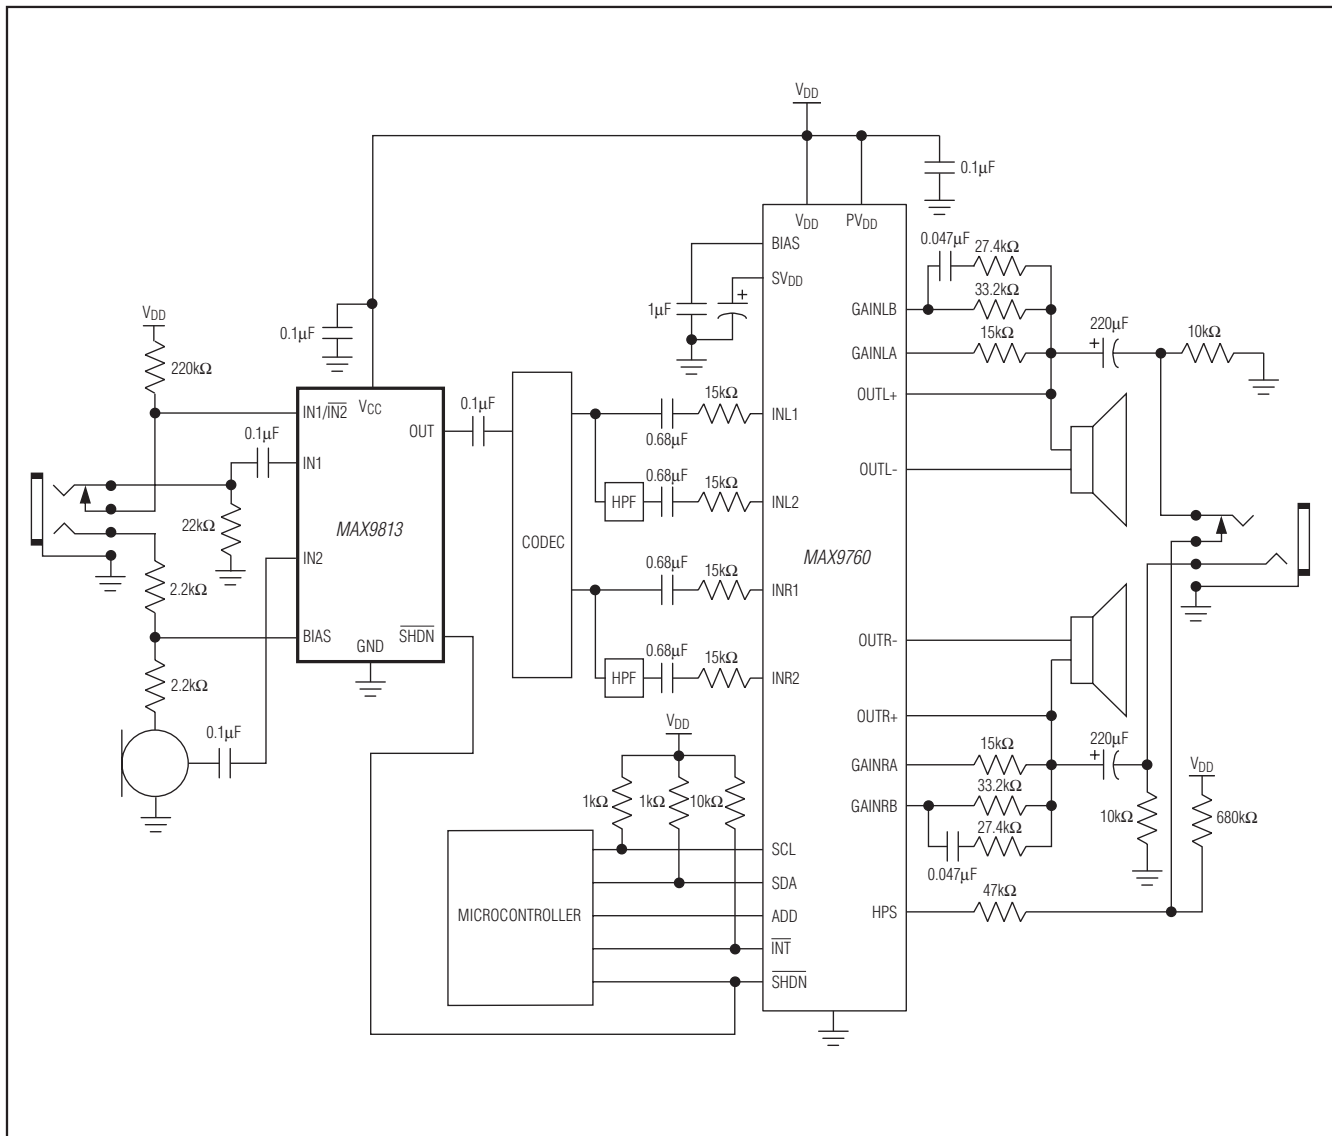 VDD
0.1µF
VDD
PVDD
BIAS
SVDD
+
1µF
0.047µF
27.4kΩ
33.2kΩ
GAINLB
15kΩ
GAINLA
220µF
+
10kΩ
OUTL+
OUTL-
VDD
220kΩ
0.1µF
IN1/IN2
VCC
OUT
0.1µF
0.1µF
IN1
22kΩ
MAX9813
IN2
2.2kΩ
BIAS
GND
SHDN
2.2kΩ
0.1µF
CODEC
15kΩ
INL1
0.68µF
0.68µF
15kΩ
HPF
INL2
MAX9760
0.68µF
15kΩ
INR1
0.68µF
15kΩ
HPF
INR2
OUTR-
OUTR+
15kΩ
GAINRA
220µF
+
33.2kΩ
GAINRB
27.4kΩ
0.047µF
10kΩ
VDD
680kΩ
47kΩ
HPS
VDD
1kΩ
1kΩ
10kΩ
MICROCONTROLLER
SCL
SDA
ADD
INT
SHDN